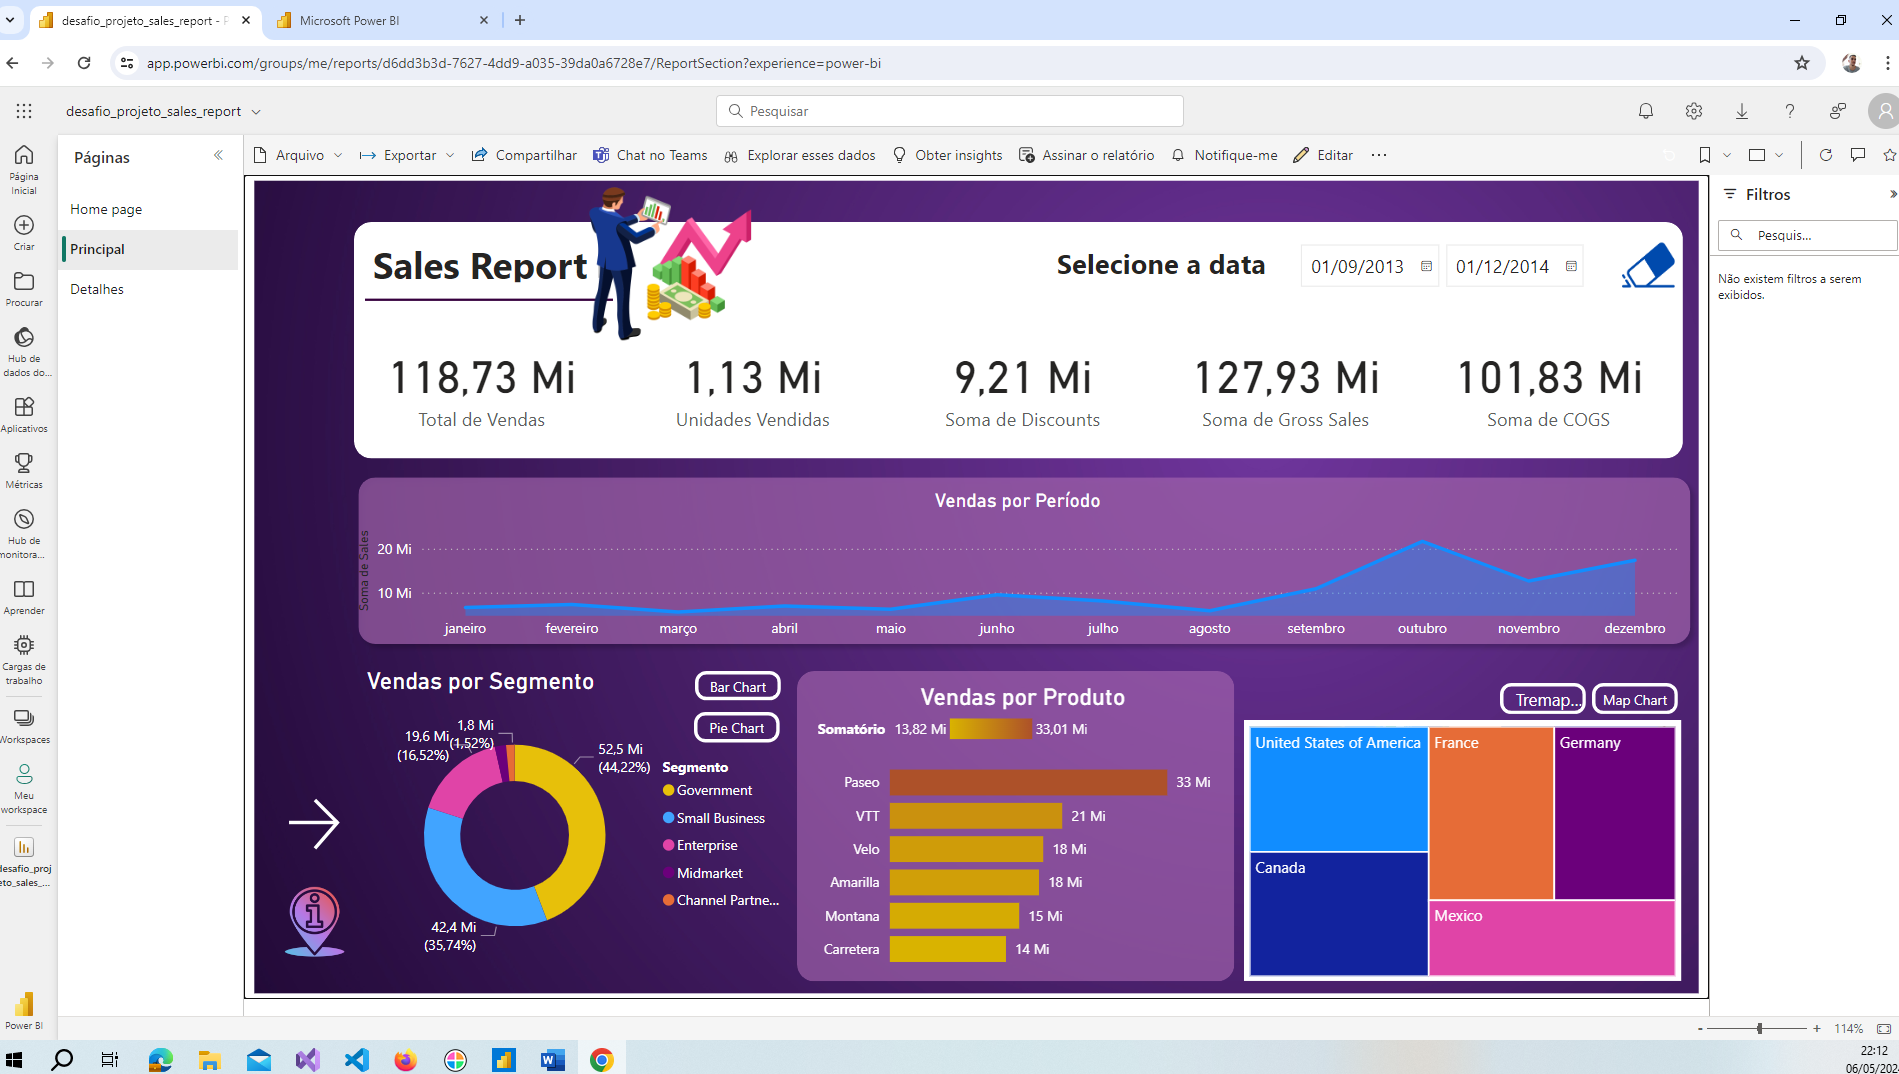 desafio_projeto_sales_report - P
Microsoft Power BI
app.powerbi.com/groups/me/reports/d6dd3b3d-7627-4dd9-a035-39da0a6728e7/ReportSection?experience=power-bi
desafio_projeto_sales_report
Pesquisar
Página
Inicial
Criar
Procurar
Hub de
dados do...
Aplicativos
Métricas
Hub de
monitora...
Aprender
Cargas de
trabalho
Workspaces
Meu
workspace
desafio_proj
eto_sales_...
Power BI
Páginas
Home page
Principal
Detalhes
Arquivo
Exportar
Compartilhar
Chat no Teams
Explorar esses dados
Obter insights
Assinar o relatório
Notifique-me
Editar
Filtros
Pesquis...
Não existem filtros a serem
exibidos.
Sales Report
Selecione a data
01/09/2013
01/12/2014
118,73 Mi
Total de Vendas
1,13 Mi
Unidades Vendidas
9,21 Mi
Soma de Discounts
127,93 Mi
Soma de Gross Sales
101,83 Mi
Soma de COGS
Vendas por Período
Soma de Sales
20 Mi
10 Mi
janeiro
fevereiro
março
abril
maio
junho
julho
agosto
setembro
outubro
novembro
dezembro
Vendas por Segmento
Bar Chart
Pie Chart
1,8 Mi
(1,52%)
19,6 Mi
(16,52%)
52,5 Mi
(44,22%)
42,4 Mi
(35,74%)
Segmento
Government
Small Business
Enterprise
Midmarket
Channel Partne...
Vendas por Produto
Somatório 13,82 Mi 33,01 Mi
Paseo 33 Mi
VTT 21 Mi
Velo 18 Mi
Amarilla 18 Mi
Montana 15 Mi
Carretera 14 Mi
Tremap...
Map Chart
United States of America
France
Germany
Canada
Mexico
114%
22:12
06/05/202